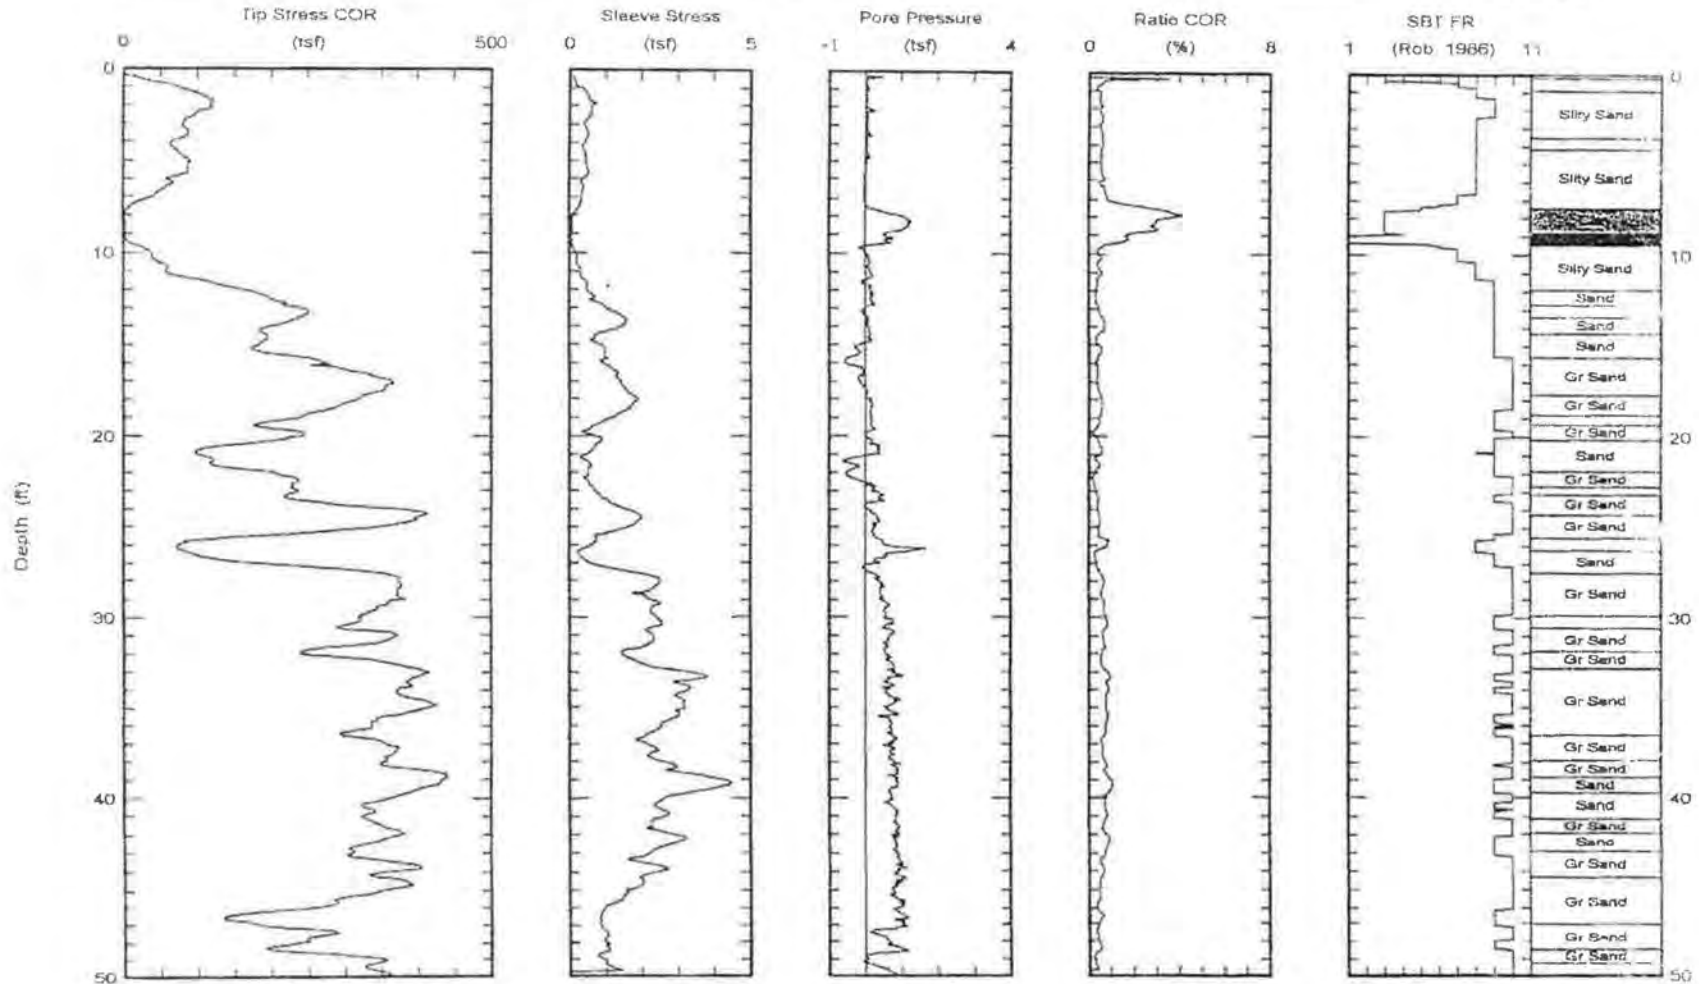 Tip Stress COR
Sleeve Stress
Pore Pressure
Ratio COR
SBT FR
0 (tsf) 500
0 (tsf) 5
-1 (tsf) 4
0 (%) 8
1 (Rob. 1986) 11
0
10
20
30
40
50
Depth (ft)
Silty Sand
Silty Sand
Silty Sand
Sand
Sand
Sand
Gr Sand
Gr Sand
Gr Sand
Sand
Gr Sand
Gr Sand
Gr Sand
Sand
Gr Sand
Gr Sand
Gr Sand
Gr Sand
Gr Sand
Gr Sand
Sand
Sand
Gr Sand
Sand
Gr Sand
Gr Sand
Gr Sand
Gr Sand
0
10
20
30
40
50